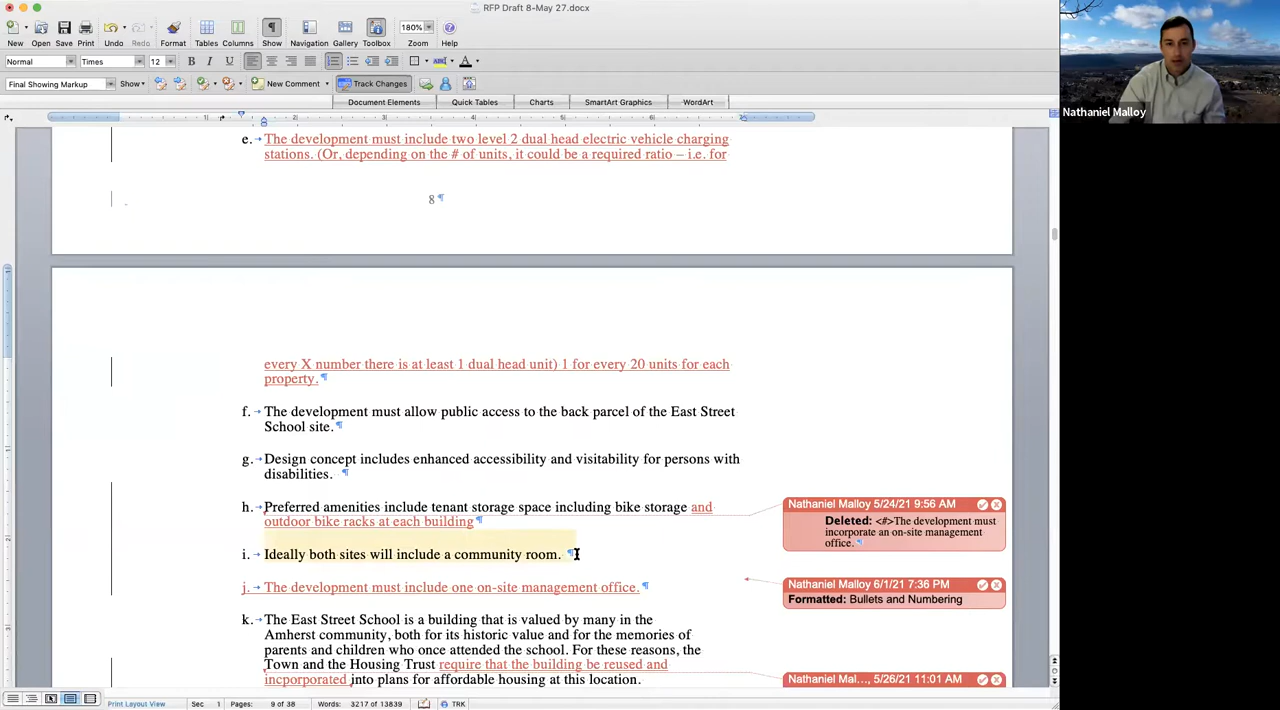 RFP Draft 8-May 27.docx
New Open Save Print Undo Redo Format Tables Columns Show Navigation Gallery Toolbox Zoom Help
180%
Normal Times 12 B I U A
Final Showing Markup Show New Comment Track Changes
Document Elements Quick Tables Charts SmartArt Graphics WordArt
Nathaniel Malloy
e. The development must include two level 2 dual head electric vehicle charging
stations. (Or, depending on the # of units, it could be a required ratio – i.e. for
8 ¶
every X number there is at least 1 dual head unit) 1 for every 20 units for each
property. ¶
f. The development must allow public access to the back parcel of the East Street
School site. ¶
g. Design concept includes enhanced accessibility and visitability for persons with
disabilities. ¶
h. Preferred amenities include tenant storage space including bike storage and
outdoor bike racks at each building ¶
i. Ideally both sites will include a community room. ¶
j. The development must include one on-site management office. ¶
k. The East Street School is a building that is valued by many in the
Amherst community, both for its historic value and for the memories of
parents and children who once attended the school. For these reasons, the
Town and the Housing Trust require that the building be reused and
incpororated into plans for affordable housing at this location.
Nathaniel Malloy 5/24/21 9:56 AM
Deleted: <#>The development must
incorporate an on-site management
office. ¶
Nathaniel Malloy 6/1/21 7:36 PM
Formatted: Bullets and Numbering
Nathaniel Mal..., 5/26/21 11:01 AM
Print Layout View Sec 1 Pages: 9 of 38 Words: 3217 of 13839 TRK